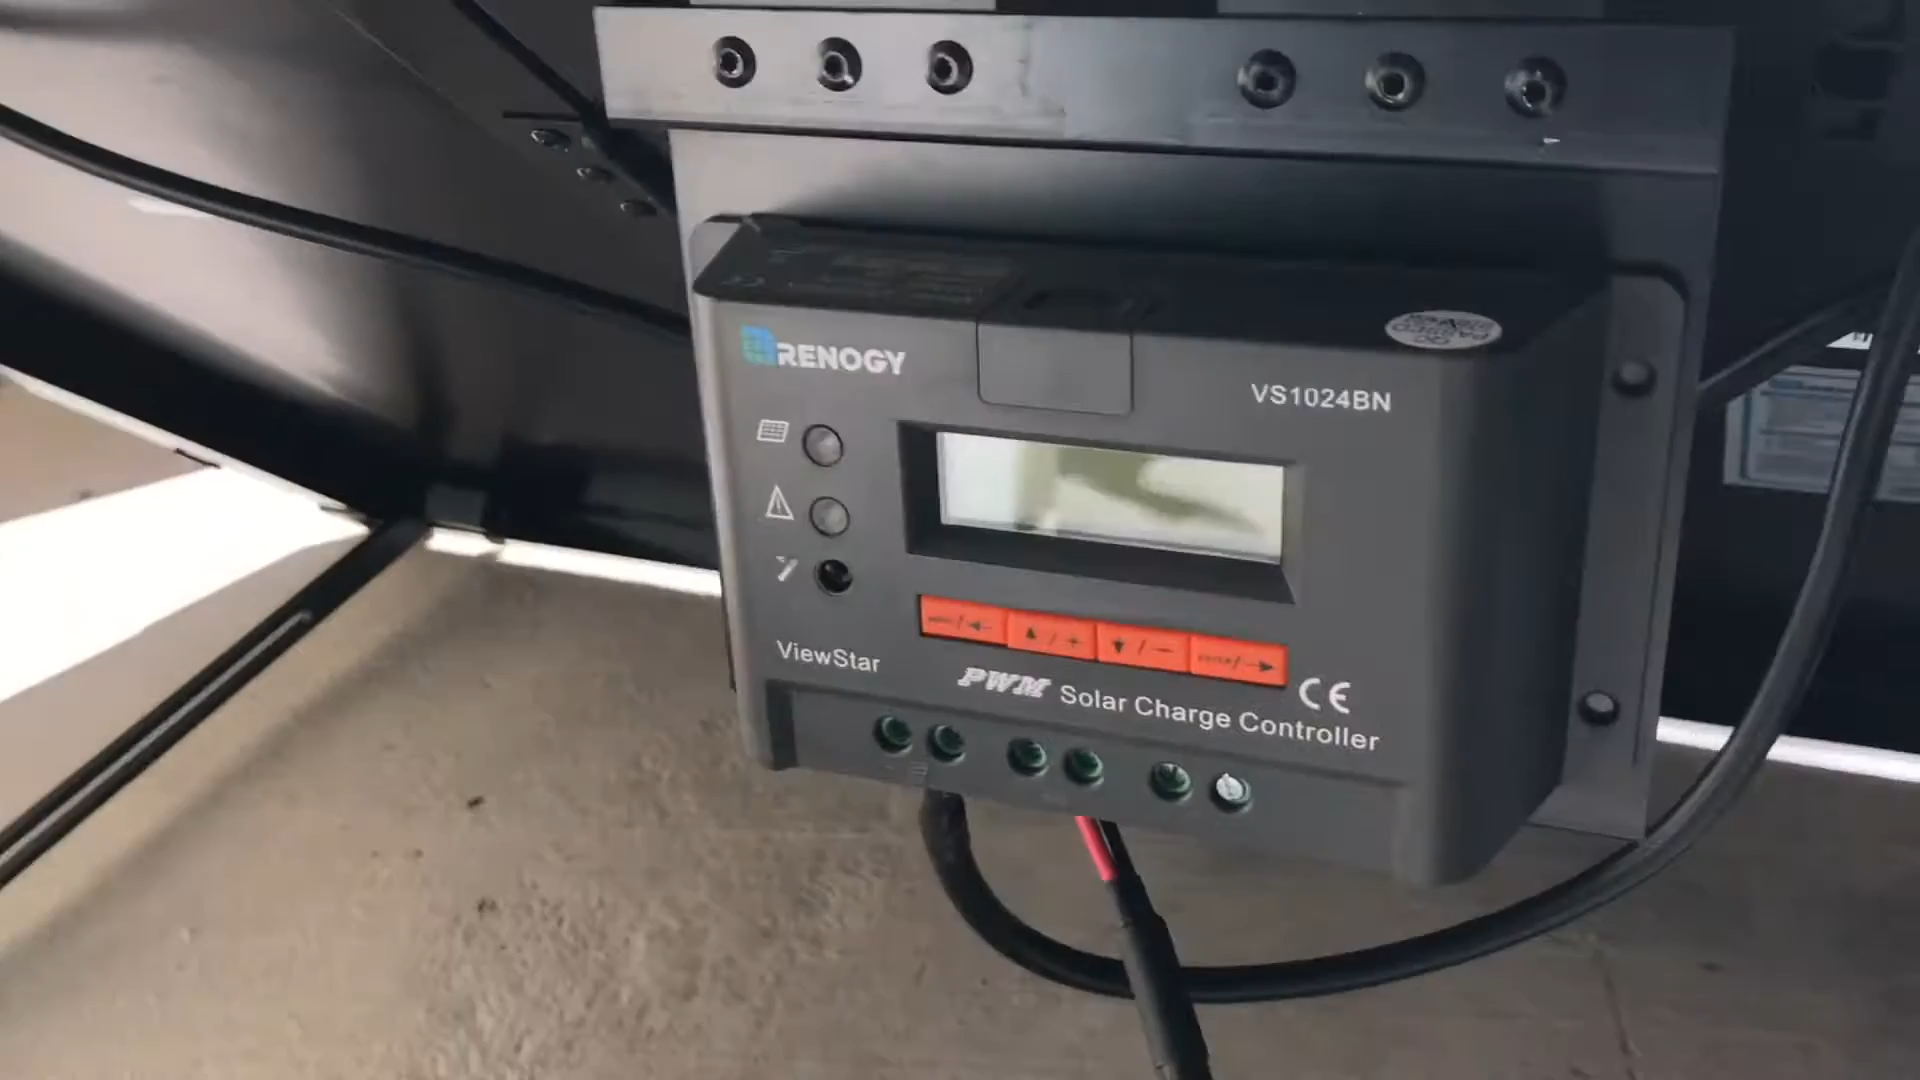 RENOGY
VS1024BN
ViewStar
PWM Solar Charge Controller
CE